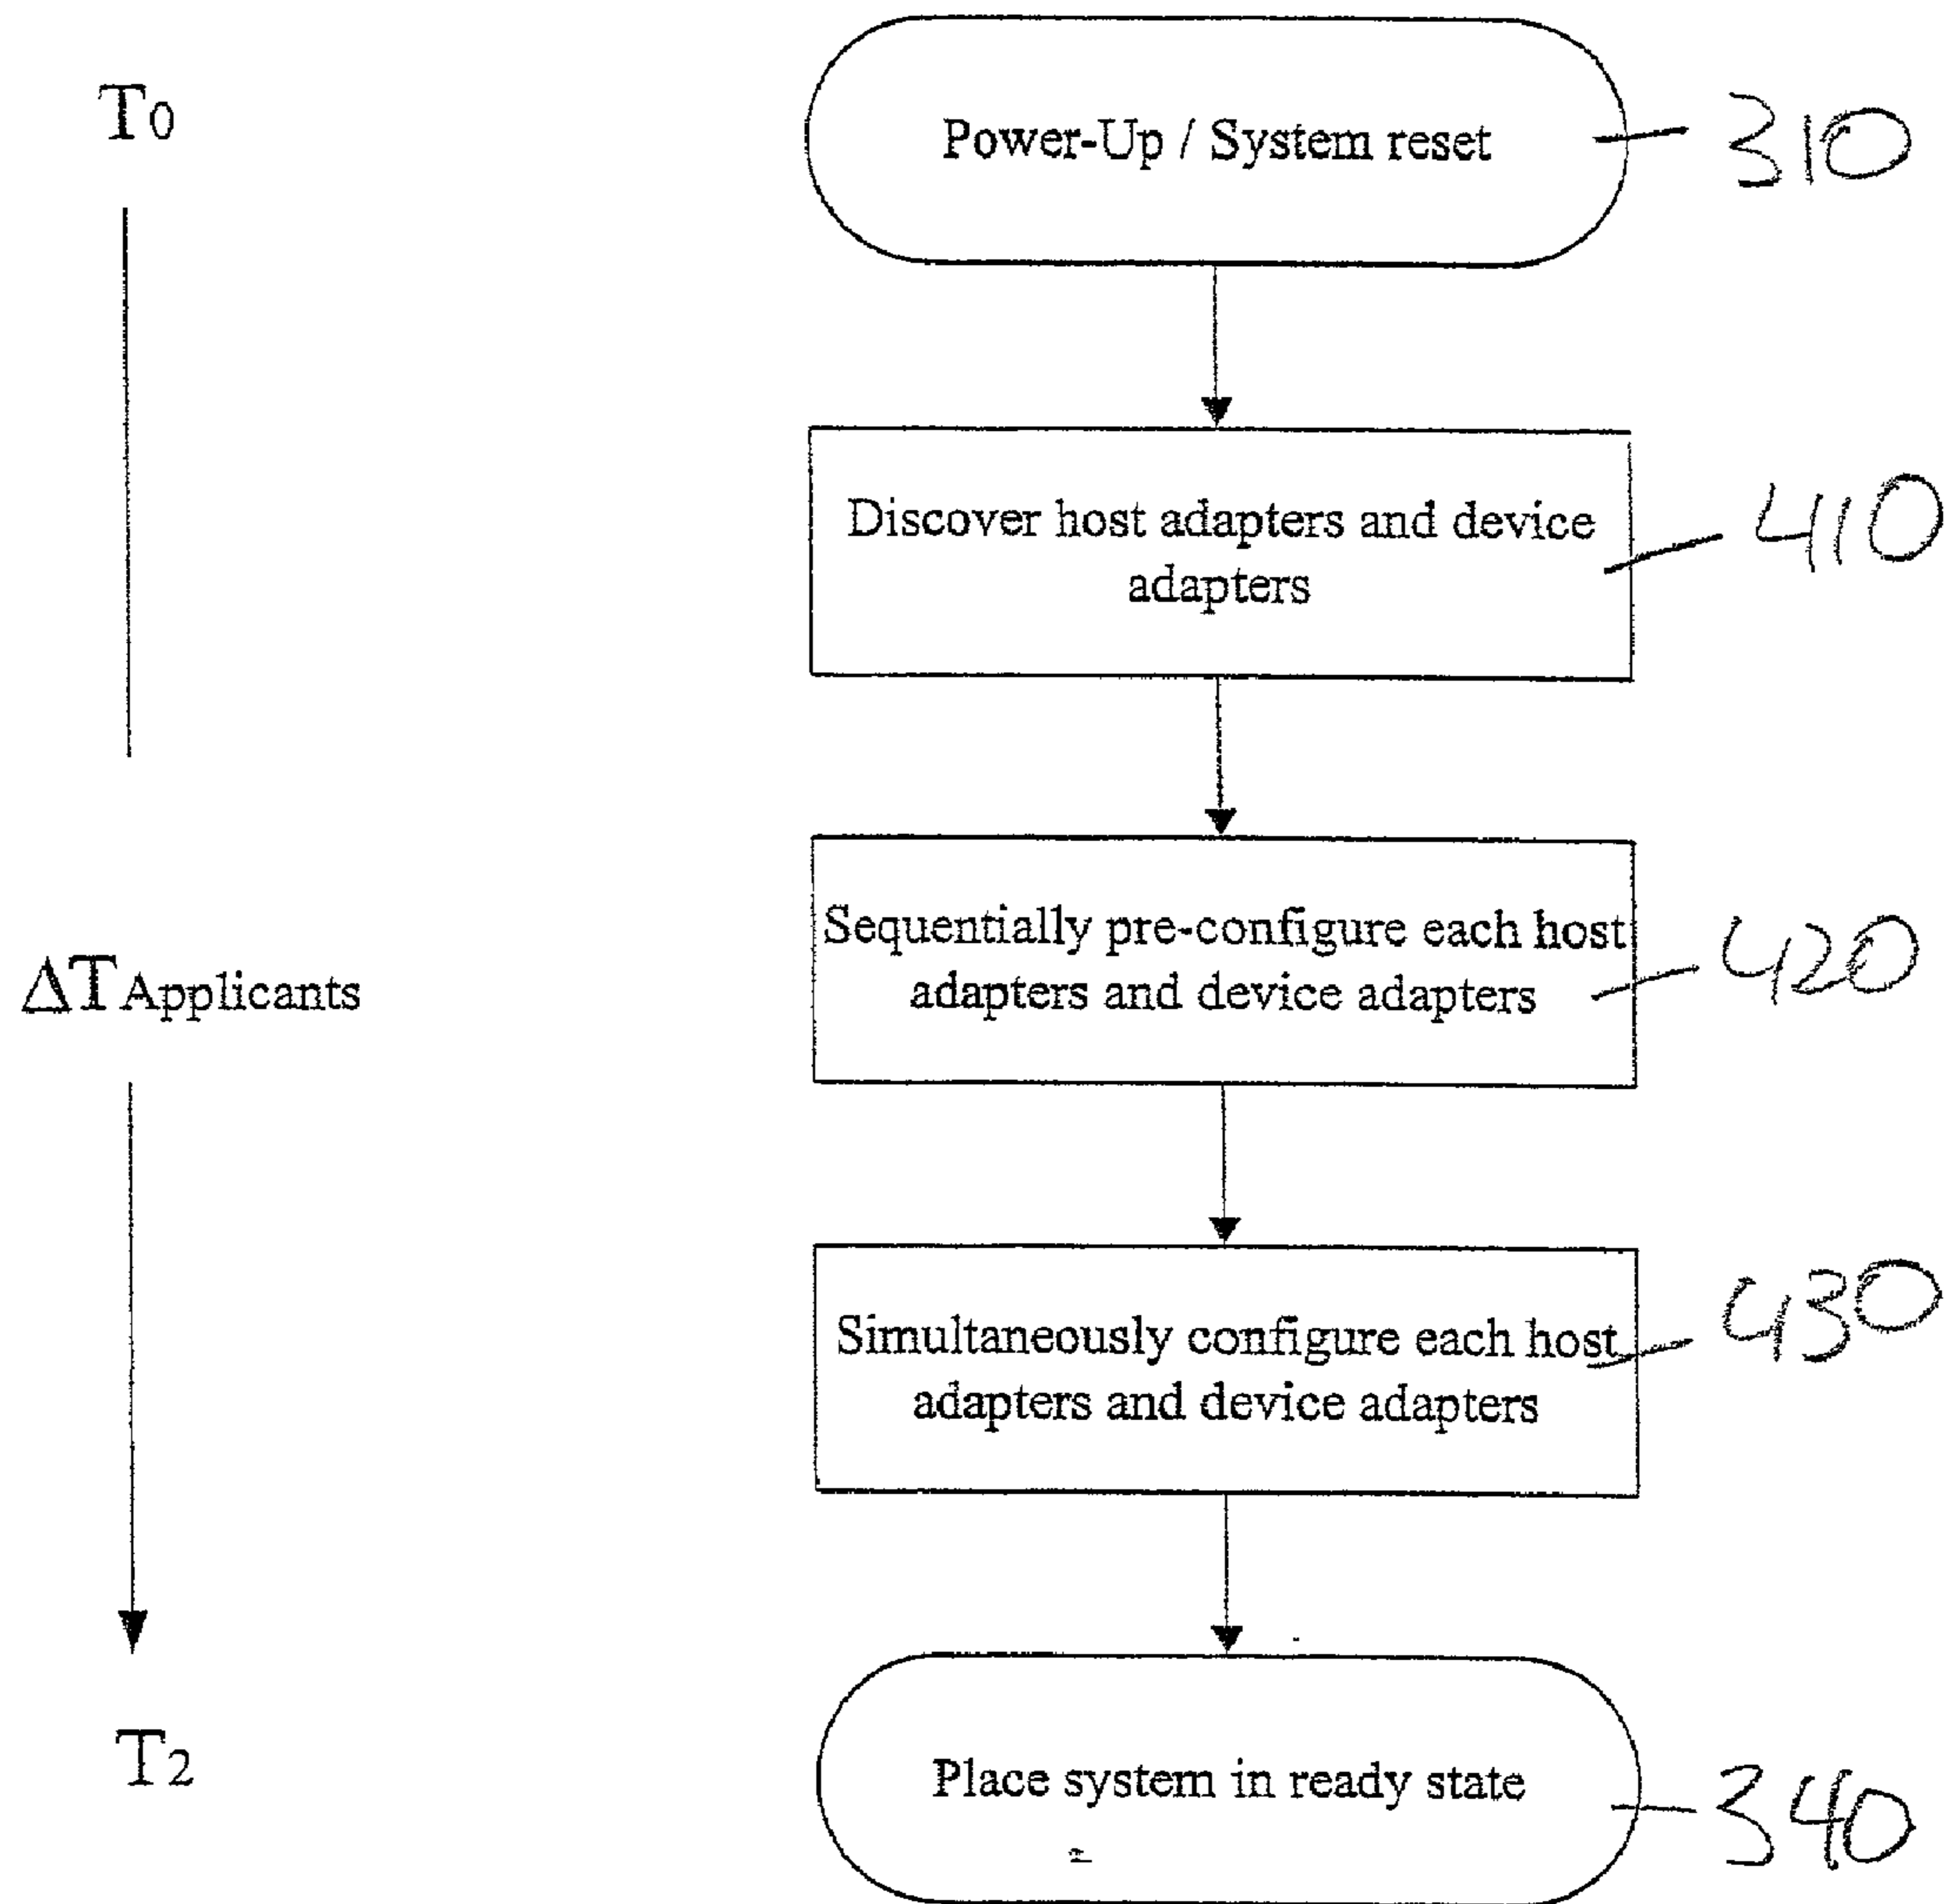 T0
Power-Up / System reset
310
Discover host adapters and device
adapters
410
ΔTApplicants
Sequentially pre-configure each host
adapters and device adapters
420
Simultaneously configure each host
adapters and device adapters
430
T2
Place system in ready state
340